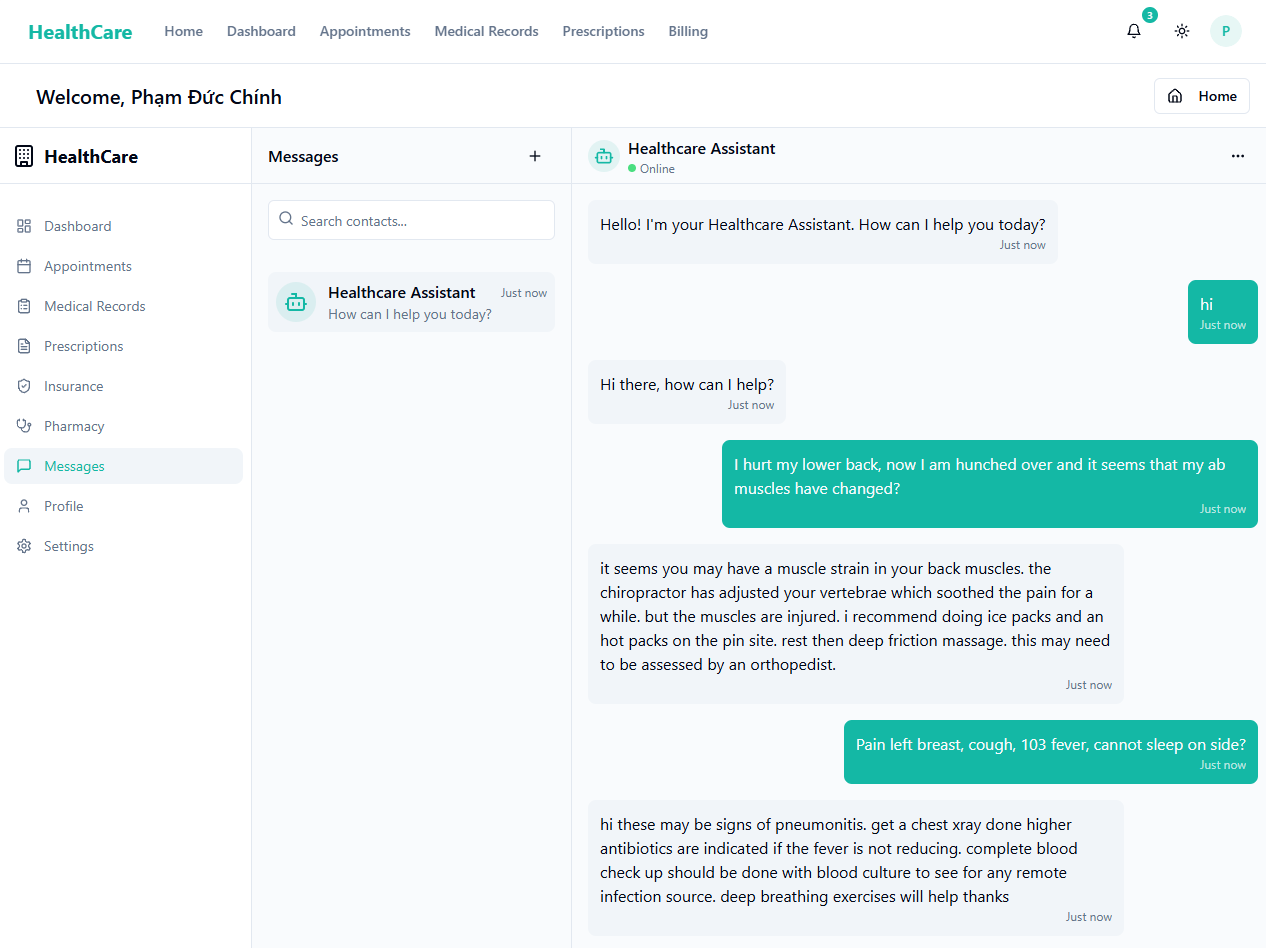 HealthCare Home Dashboard Appointments Medical Records Prescriptions Billing 3 P
Welcome, Phạm Đức Chính Home
HealthCare
Dashboard
Appointments
Medical Records
Prescriptions
Insurance
Pharmacy
Messages
Profile
Settings
Messages
Search contacts...
Healthcare Assistant Just now
How can I help you today?
Healthcare Assistant
Online
Hello! I'm your Healthcare Assistant. How can I help you today?
Just now
hi
Just now
Hi there, how can I help?
Just now
I hurt my lower back, now I am hunched over and it seems that my ab
muscles have changed?
Just now
it seems you may have a muscle strain in your back muscles. the
chiropractor has adjusted your vertebrae which soothed the pain for a
while. but the muscles are injured. i recommend doing ice packs and an
hot packs on the pin site. rest then deep friction massage. this may need
to be assessed by an orthopedist.
Just now
Pain left breast, cough, 103 fever, cannot sleep on side?
Just now
hi these may be signs of pneumonitis. get a chest xray done higher
antibiotics are indicated if the fever is not reducing. complete blood
check up should be done with blood culture to see for any remote
infection source. deep breathing exercises will help thanks
Just now